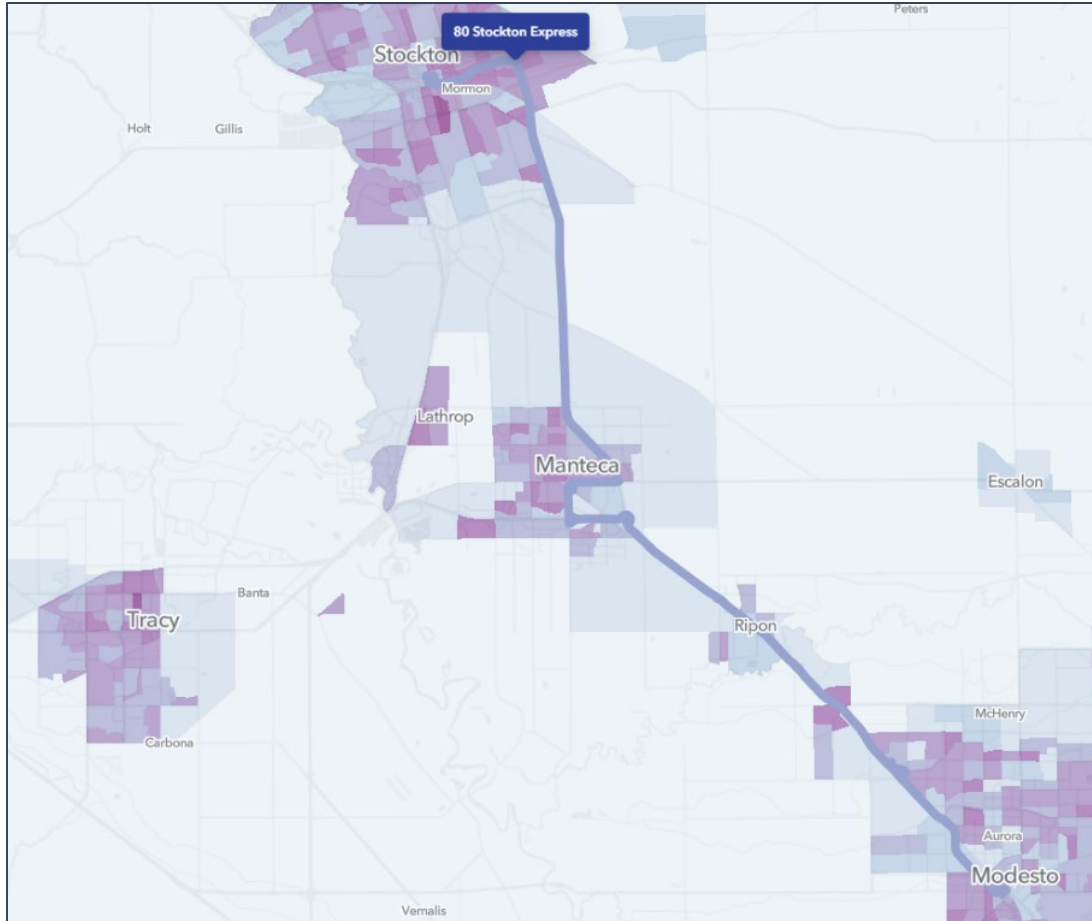 Peters
80 Stockton Express
Stockton
Mormon
Holt
Gillis
Lathrop
Manteca
Escalon
Banta
Tracy
Ripon
McHenry
Carbona
Aurora
Modesto
Vernalis